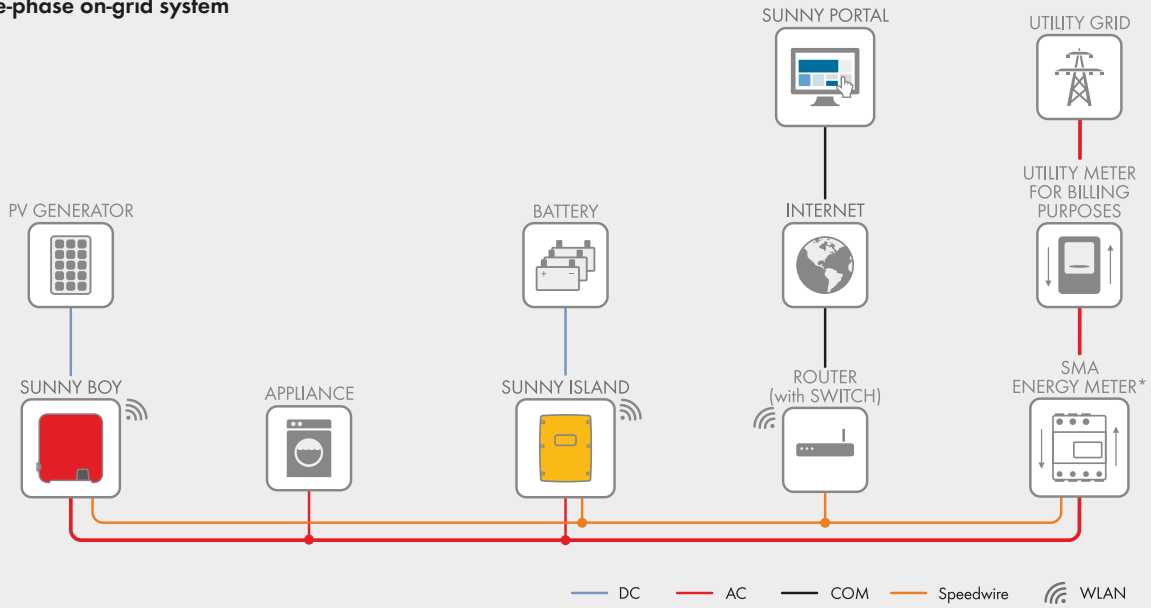 e-phase on-grid system
SUNNY PORTAL
UTILITY GRID
PV GENERATOR
BATTERY
INTERNET
UTILITY METER
FOR BILLING
PURPOSES
SUNNY BOY
APPLIANCE
SUNNY ISLAND
ROUTER
(with SWITCH)
SMA
ENERGY METER*
DC
AC
COM
Speedwire
WLAN